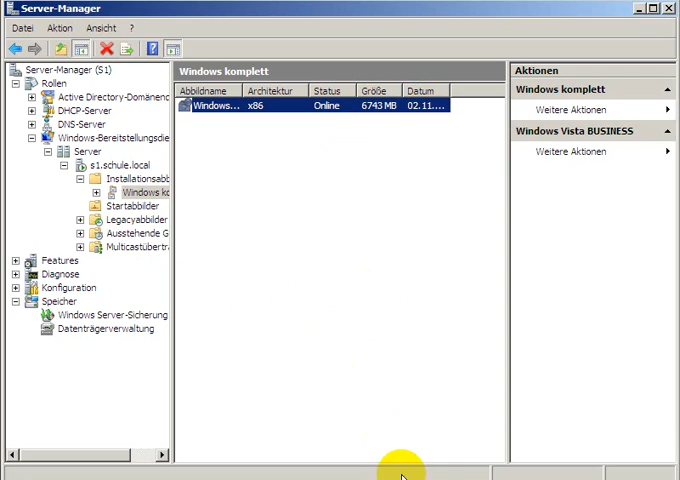 Server-Manager
Datei Aktion Ansicht ?
Server-Manager (S1)
Rollen
Active Directory-Domänend
DHCP-Server
DNS-Server
Windows-Bereitstellungsdie
Server
s1.schule.local
Installationsabb
Windows ko
Startabbilder
Legacyabbilder
Ausstehende G
Multicastübertra
Features
Diagnose
Konfiguration
Speicher
Windows Server-Sicherung
Datenträgerverwaltung
Windows komplett
Abbildname Architektur Status Größe Datum
Windows... x86 Online 6743 MB 02.11....
Aktionen
Windows komplett
Weitere Aktionen
Windows Vista BUSINESS
Weitere Aktionen